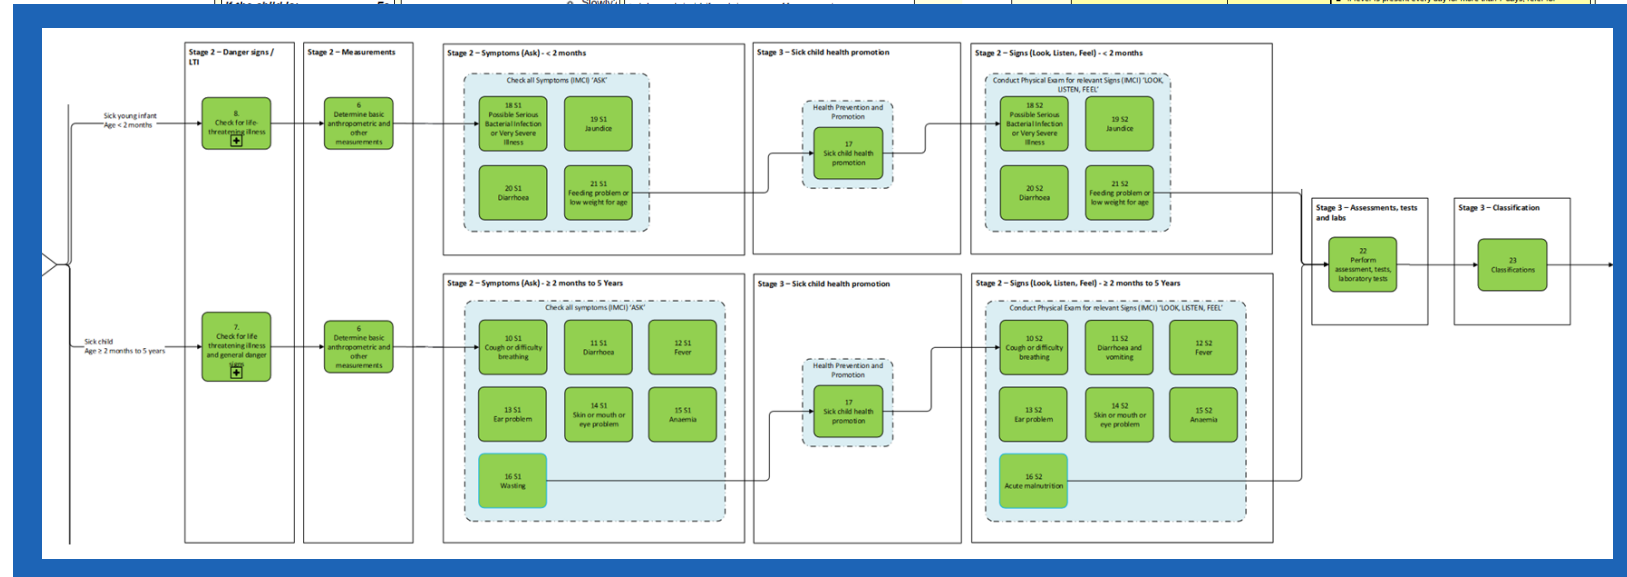 If the child for
Slowly?
Stage 2 – Danger signs /
LTI
Stage 2 – Measurements
Stage 2 – Symptoms (Ask) - < 2 months
Stage 3 – Sick child health promotion
Stage 2 – Signs (Look, Listen, Feel) - < 2 months
Sick young infant
Age < 2 months
8.
Check for life-
threatening illness
6
Determine basic
anthropometric and
other
measurements
Check all Symptoms (IMCI) 'ASK'
18 S1
Possible Serious
Bacterial Infection
or Very Severe
Illness
19 S1
Jaundice
20 S1
Diarrhoea
21 S1
Feeding problem or
low weight for age
Health Prevention and
Promotion
17
Sick child health
promotion
Conduct Physical Exam for relevant Signs (IMCI) 'LOOK,
LISTEN, FEEL'
18 S2
Possible Serious
Bacterial Infection
or Very Severe
Illness
19 S2
Jaundice
20 S2
Diarrhoea
21 S2
Feeding problem or
low weight for age
Stage 3 – Assessments, tests
and labs
22
Perform
assessment, tests,
laboratory tests
Stage 3 – Classification
23
Classifications
Sick child
Age ≥ 2 months to 5 years
7.
Check for life
threatening illness
and general danger
signs
6
Determine basic
anthropometric and
other
measurements
Stage 2 – Symptoms (Ask) - ≥ 2 months to 5 Years
Check all symptoms (IMCI) 'ASK'
10 S1
Cough or difficulty
breathing
11 S1
Diarrhoea
12 S1
Fever
13 S1
Ear problem
14 S1
Skin or mouth or
eye problem
15 S1
Anaemia
16 S1
Wasting
Stage 3 – Sick child health promotion
Health Prevention and
Promotion
17
Sick child health
promotion
Stage 2 – Signs (Look, Listen, Feel) - ≥ 2 months to 5 Years
Conduct Physical Exam for relevant Signs (IMCI) 'LOOK, LISTEN, FEEL'
10 S2
Cough or difficulty
breathing
11 S2
Diarrhoea and
vomiting
12 S2
Fever
13 S2
Ear problem
14 S2
Skin or mouth or
eye problem
15 S2
Anaemia
16 S2
Acute malnutrition